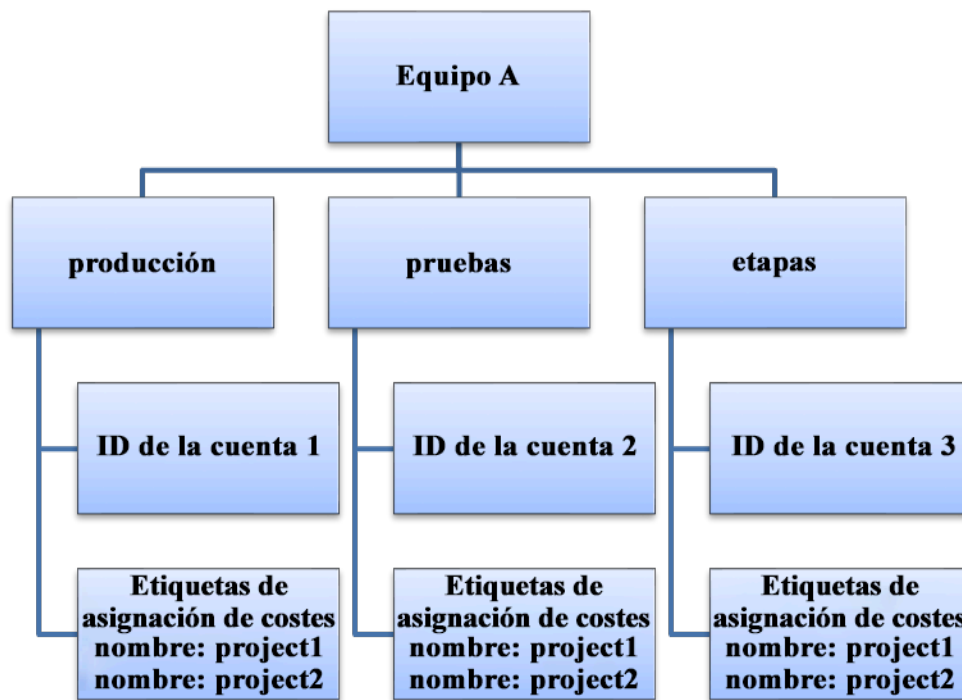 Equipo A
producción
pruebas
etapas
ID de la cuenta 1
ID de la cuenta 2
ID de la cuenta 3
Etiquetas de
asignación de costes
nombre: project1
nombre: project2
Etiquetas de
asignación de costes
nombre: project1
nombre: project2
Etiquetas de
asignación de costes
nombre: project1
nombre: project2